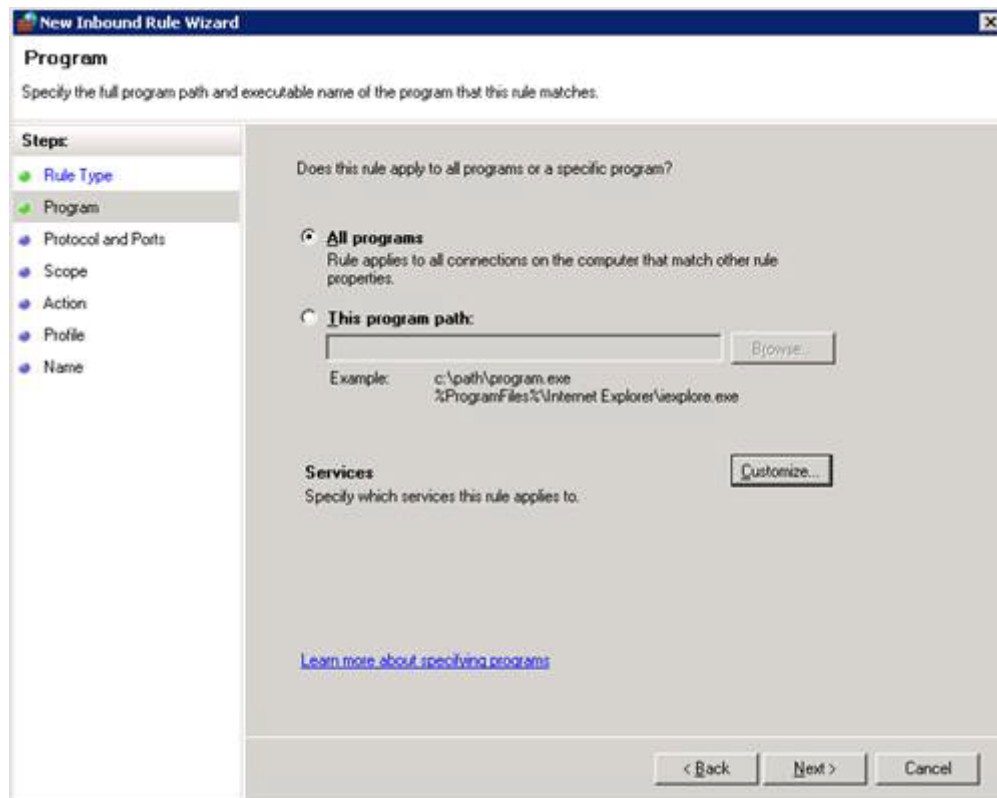 New Inbound Rule Wizard
Program
Specify the full program path and executable name of the program that this rule matches.
Steps:
Rule Type
Program
Protocol and Ports
Scope
Action
Profile
Name
Does this rule apply to all programs or a specific program?
All programs
Rule applies to all connections on the computer that match other rule
properties.
This program path:
Browse...
Example: c:\path\program.exe
%ProgramFiles%\Internet Explorer\iexplore.exe
Services
Customize...
Specify which services this rule applies to.
Learn more about specifying programs
< Back Next > Cancel